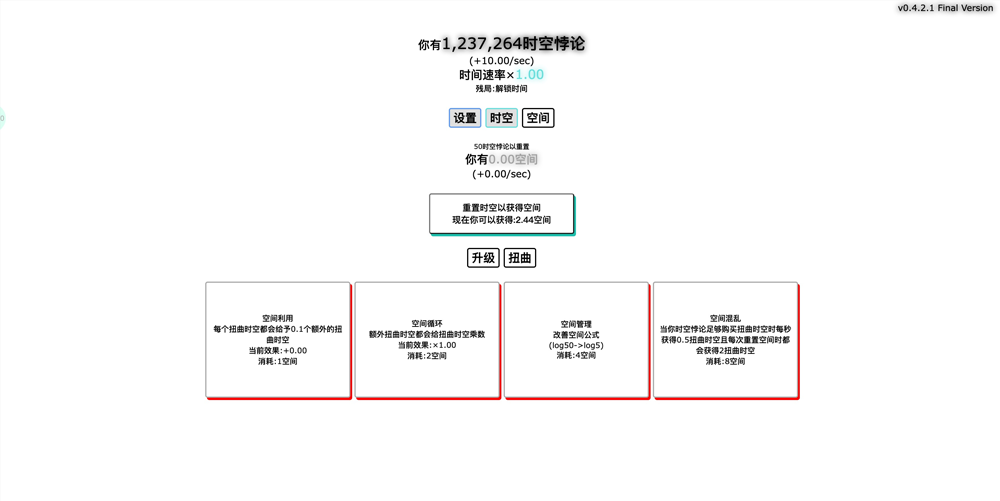 v0.4.2.1 Final Version
你有1,237,264时空悖论
(+10.00/sec)
时间速率×1.00
残局:解锁时间
0
设置 时空 空间
50时空悖论以重置
你有0.00空间
(+0.00/sec)
重置时空以获得空间
现在你可以获得:2.44空间
升级 扭曲
空间利用
每个扭曲时空都会给予0.1个额外的扭
曲时空
当前效果:+0.00
消耗:1空间
空间循环
额外扭曲时空都会给扭曲时空乘数
当前效果:×1.00
消耗:2空间
空间管理
改善空间公式
(log50->log5)
消耗:4空间
空间混乱
当你时空悖论足够购买扭曲时空时每秒
获得0.5扭曲时空且每次重置空间时都
会获得2扭曲时空
消耗:8空间